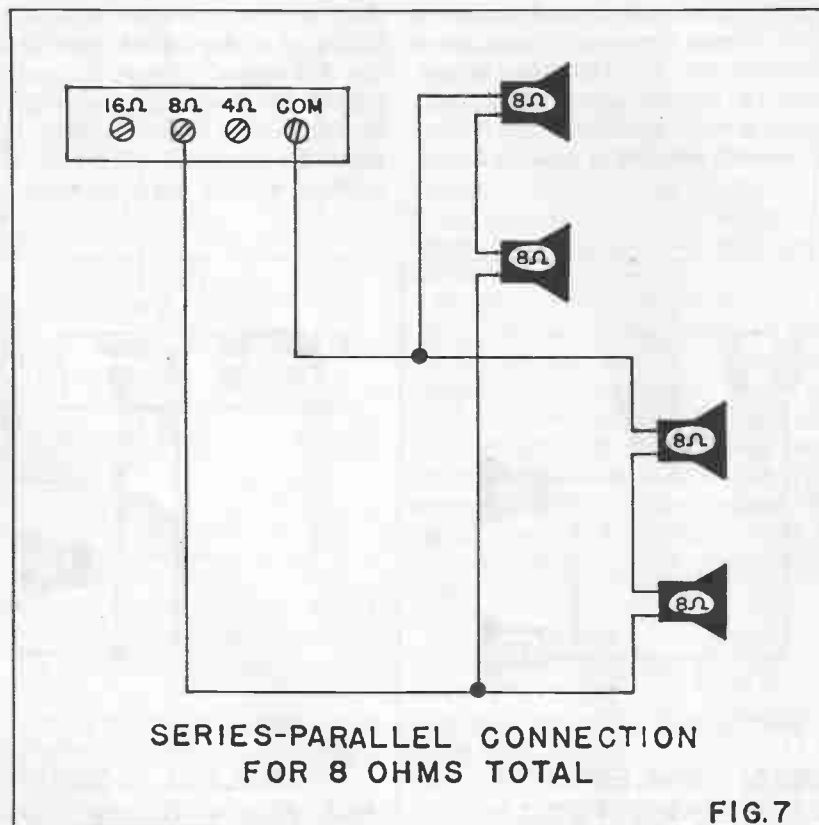 16Ω 8Ω 4Ω COM
8Ω
8Ω
8Ω
8Ω
SERIES-PARALLEL CONNECTION
FOR 8 OHMS TOTAL
FIG.7